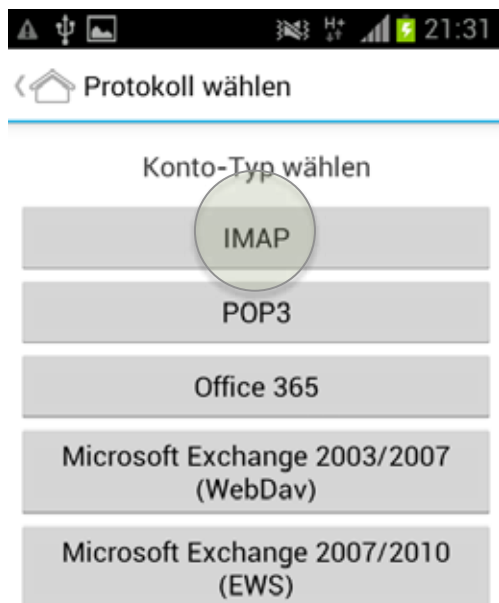 H+ 21:31
Protokoll wählen
Konto-Typ wählen
IMAP
POP3
Office 365
Microsoft Exchange 2003/2007
(WebDav)
Microsoft Exchange 2007/2010
(EWS)